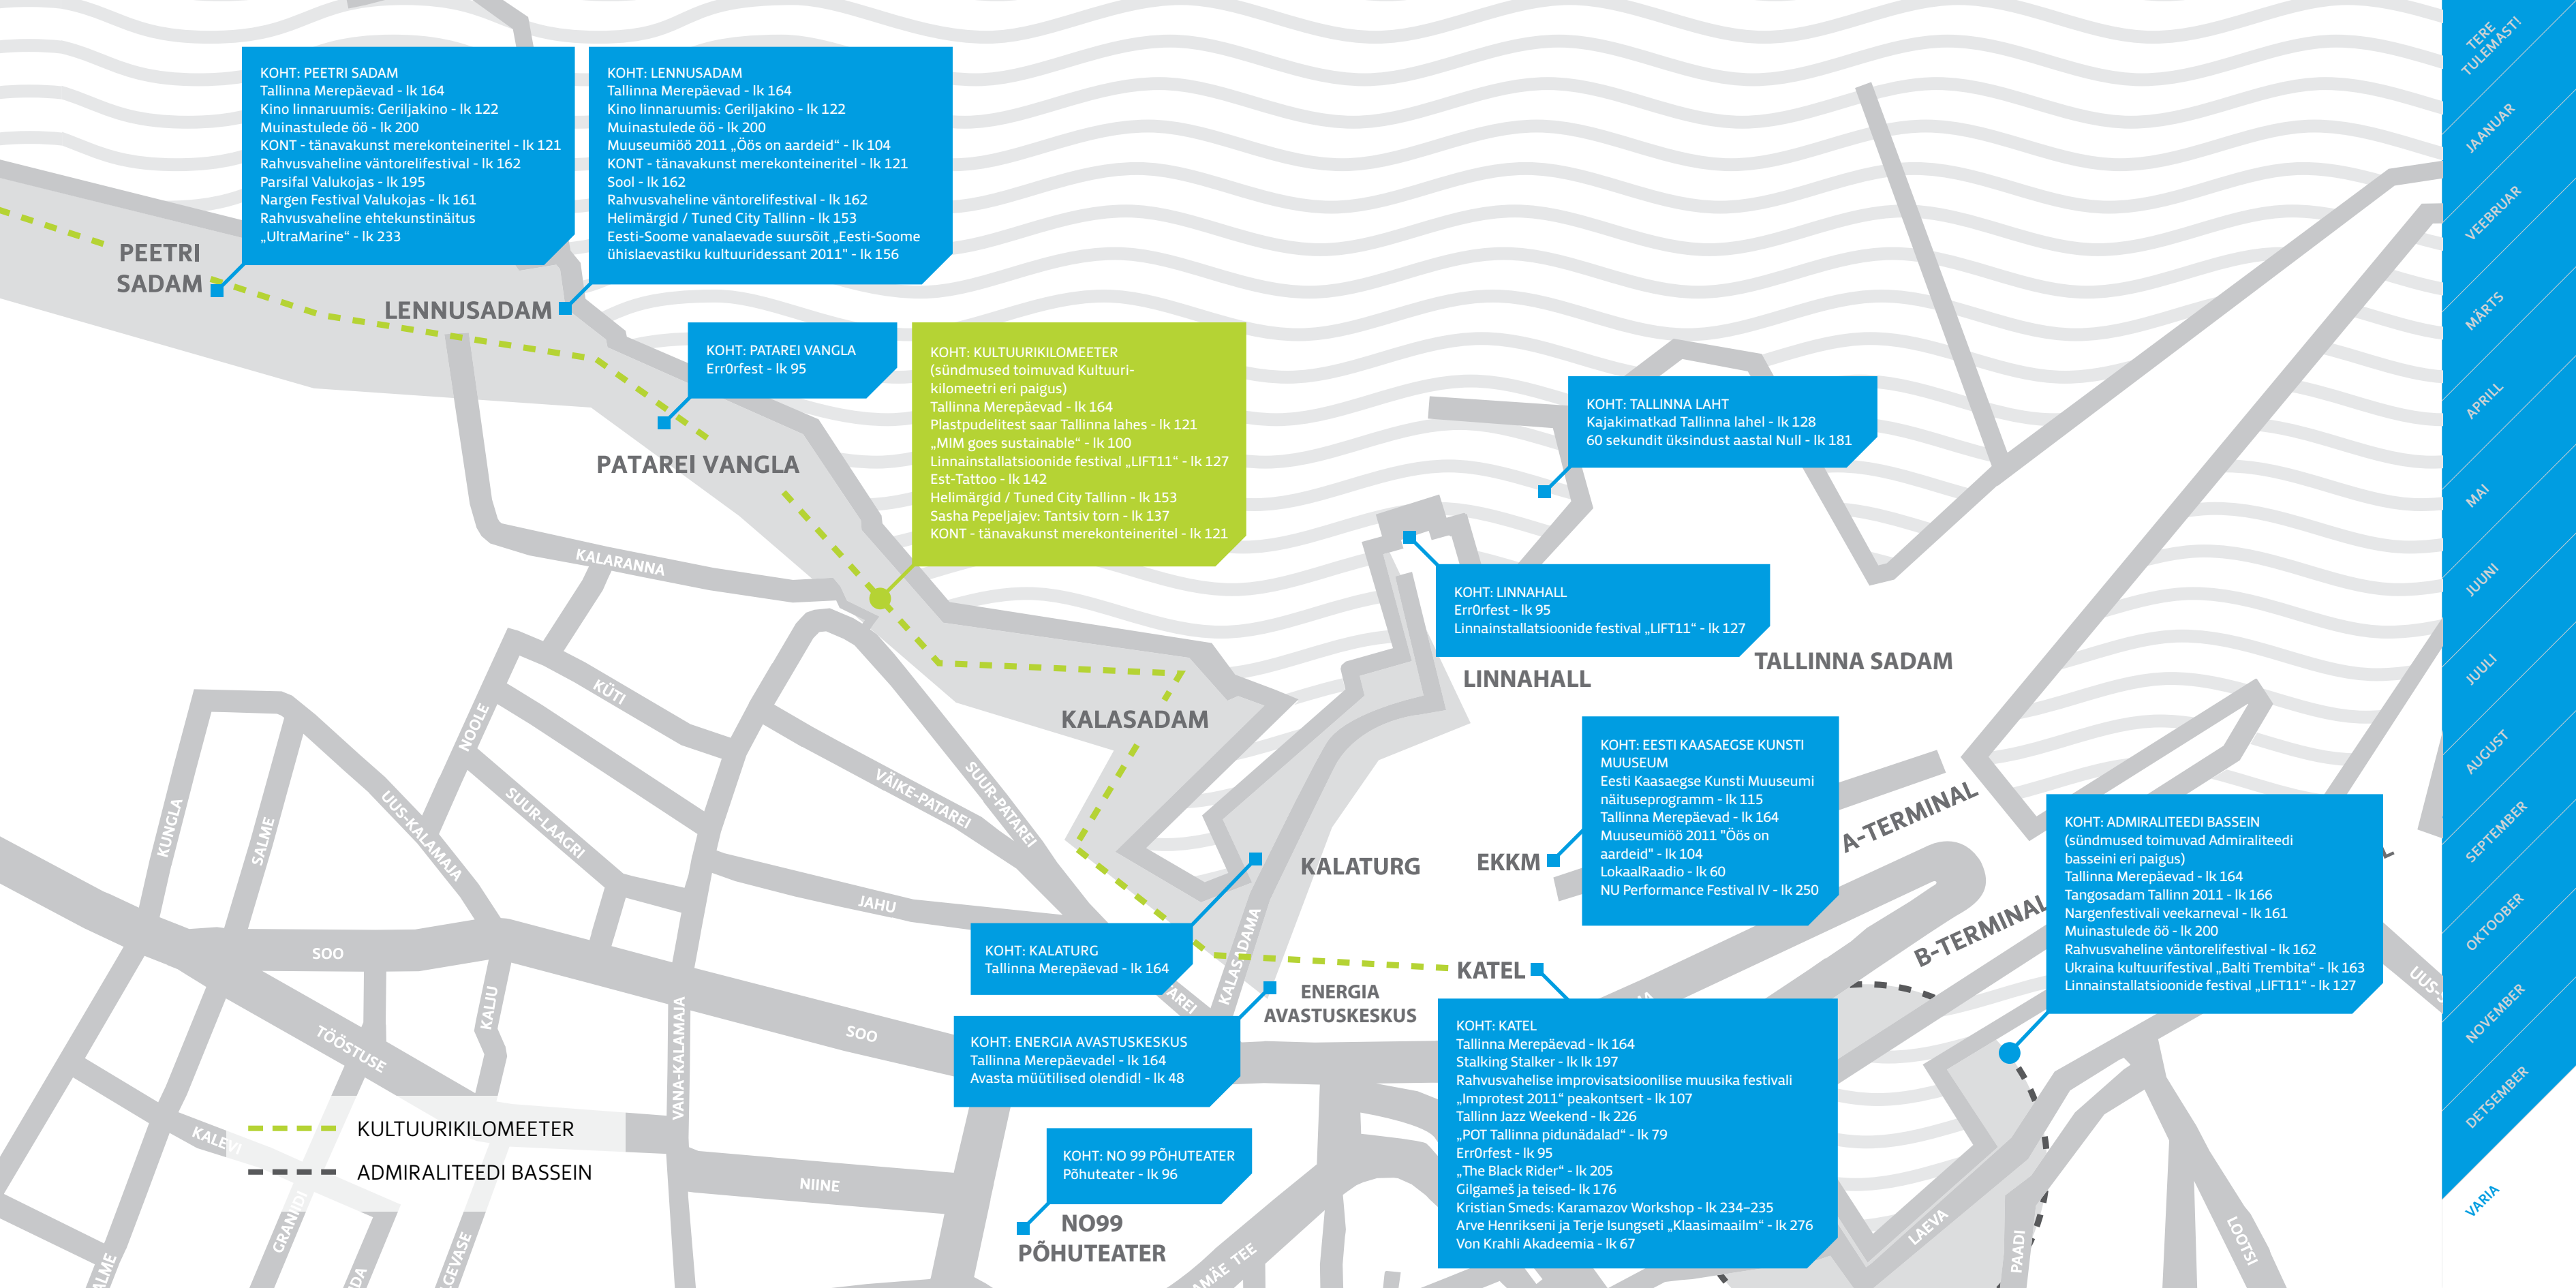 KOHT: PEETRI SADAM
Tallinna Merepäevad - lk 164
Kino linnaruumis: Geriljakino - lk 122
Muinastulede öö - lk 200
KONT - tänavakunst merekonteineritel - lk 121
Rahvusvaheline väntorelifestival - lk 162
Parsifal Valukojas - lk 195
Nargen Festival Valukojas - lk 161
Rahvusvaheline ehtekunstinäitus
„UltraMarine“ - lk 233
KOHT: LENNUSADAM
Tallinna Merepäevad - lk 164
Kino linnaruumis: Geriljakino - lk 122
Muinastulede öö - lk 200
Muuseumiöö 2011 „Öös on aardeid“ - lk 104
KONT - tänavakunst merekonteineritel - lk 121
Sool - lk 162
Rahvusvaheline väntorelifestival - lk 162
Helimärgid / Tuned City Tallinn - lk 153
Eesti-Soome vanalaevade suursõit „Eesti-Soome
ühislaevastiku kultuuridessant 2011" - lk 156
PEETRI
SADAM
LENNUSADAM
KOHT: PATAREI VANGLA
Err0rfest - lk 95
PATAREI VANGLA
KOHT: KULTUURIKILOMEETER
(sündmused toimuvad Kultuuri-
kilomeetri eri paigus)
Tallinna Merepäevad - lk 164
Plastpudelitest saar Tallinna lahes - lk 121
„MIM goes sustainable“ - lk 100
Linnainstallatsioonide festival „LIFT11“ - lk 127
Est-Tattoo - lk 142
Helimärgid / Tuned City Tallinn - lk 153
Sasha Pepeljajev: Tantsiv torn - lk 137
KONT - tänavakunst merekonteineritel - lk 121
KOHT: TALLINNA LAHT
Kajakimatkad Tallinna lahel - lk 128
60 sekundit üksindust aastal Null - lk 181
KOHT: LINNAHALL
Err0rfest - lk 95
Linnainstallatsioonide festival „LIFT11“ - lk 127
LINNAHALL
TALLINNA SADAM
KALARANNA
KÜTI
NOOLE
KALASADAM
SUUR-PATAREI
VÄIKE-PATAREI
KUNGLA
SALME
UUS-KALAMAJA
SUUR-LAAGRI
JAHU
KALATURG
EKKM
KOHT: EESTI KAASAEGSE KUNSTI
MUUSEUM
Eesti Kaasaegse Kunsti Muuseumi
näituseprogramm - lk 115
Tallinna Merepäevad - lk 164
Muuseumiöö 2011 "Öös on
aardeid" - lk 104
LokaalRaadio - lk 60
NU Performance Festival IV - lk 250
A-TERMINAL
B-TERMINAL
KOHT: ADMIRALITEEDI BASSEIN
(sündmused toimuvad Admiraliteedi
basseini eri paigus)
Tallinna Merepäevad - lk 164
Tangosadam Tallinn 2011 - lk 166
Nargenfestivali veekarneval - lk 161
Muinastulede öö - lk 200
Rahvusvaheline väntorelifestival - lk 162
Ukraina kultuurifestival „Balti Trembita“ - lk 163
Linnainstallatsioonide festival „LIFT11“ - lk 127
KOHT: KALATURG
Tallinna Merepäevad - lk 164
KALASADAMA
AREI
KATEL
ENERGIA
AVASTUSKESKUS
KOHT: ENERGIA AVASTUSKESKUS
Tallinna Merepäevadel - lk 164
Avasta müütilised olendid! - lk 48
KOHT: KATEL
Tallinna Merepäevad - lk 164
Stalking Stalker - lk lk 197
Rahvusvahelise improvisatsioonilise muusika festivali
„Improtest 2011“ peakontsert - lk 107
Tallinn Jazz Weekend - lk 226
„POT Tallinna pidunädalad“ - lk 79
Err0rfest - lk 95
„The Black Rider“ - lk 205
Gilgameš ja teised- lk 176
Kristian Smeds: Karamazov Workshop - lk 234–235
Arve Henrikseni ja Terje Isungseti „Klaasimaailm“ - lk 276
Von Krahli Akadeemia - lk 67
SOO
KALJU
TÖÖSTUSE
VANA-KALAMAJA
SOO
UUS-S
KULTUURIKILOMEETER
ADMIRALITEEDI BASSEIN
KALEVI
GRANIIDI
NIINE
KOHT: NO 99 PÕHUTEATER
Põhuteater - lk 96
NO99
PÕHUTEATER
ALME
DA
GEVASE
AMÄE TEE
LAEVA
PAADI
LOOTSI
TERE
TULEMAST!
JAANUAR
VEEBRUAR
MÄRTS
APRILL
MAI
JUUNI
JUULI
AUGUST
SEPTEMBER
OKTOOBER
NOVEMBER
DETSEMBER
VARIA